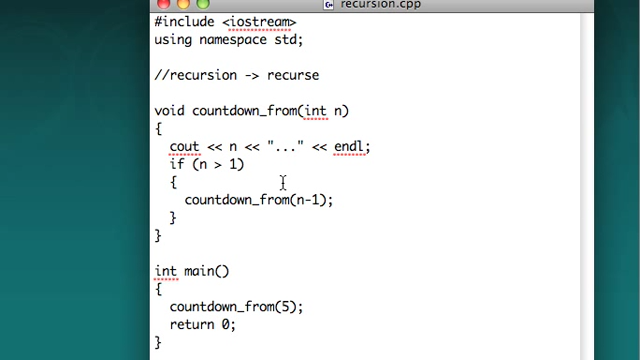 recursion.cpp
#include <iostream>
using namespace std;
//recursion -> recurse
void countdown_from(int n)
{
cout << n << "..." << endl;
if (n > 1)
{
countdown_from(n-1);
}
}
int main()
{
countdown_from(5);
return 0;
}